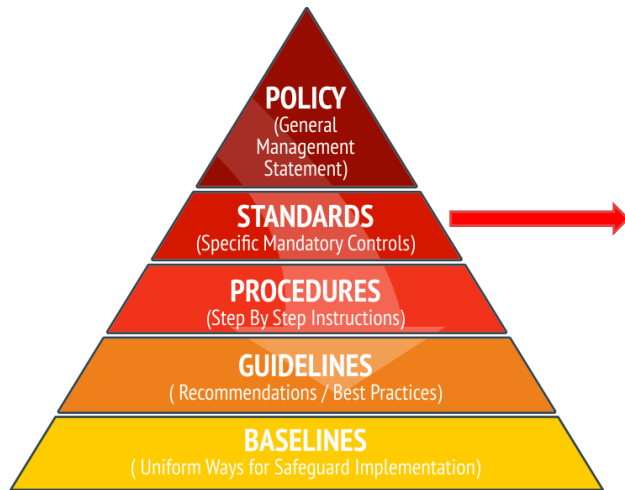 POLICY
(General
Management
Statement)
STANDARDS
(Specific Mandatory Controls)
PROCEDURES
(Step By Step Instructions)
GUIDELINES
( Recommendations / Best Practices)
BASELINES
( Uniform Ways for Safeguard Implementation)